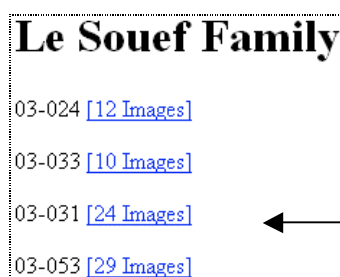 Le Souef Family
03-024 [12 Images]
03-033 [10 Images]
03-031 [24 Images]
03-053 [29 Images]